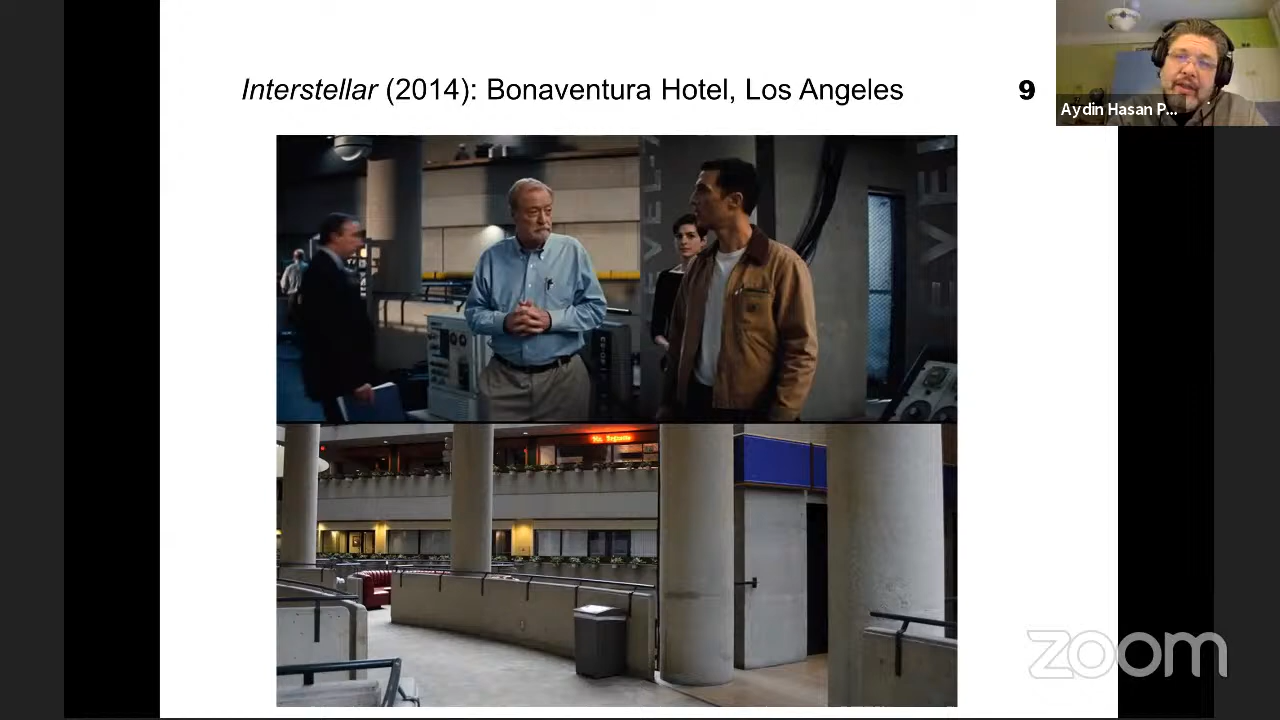 Interstellar (2014): Bonaventura Hotel, Los Angeles
9
Aydin Hasan P...
zoom